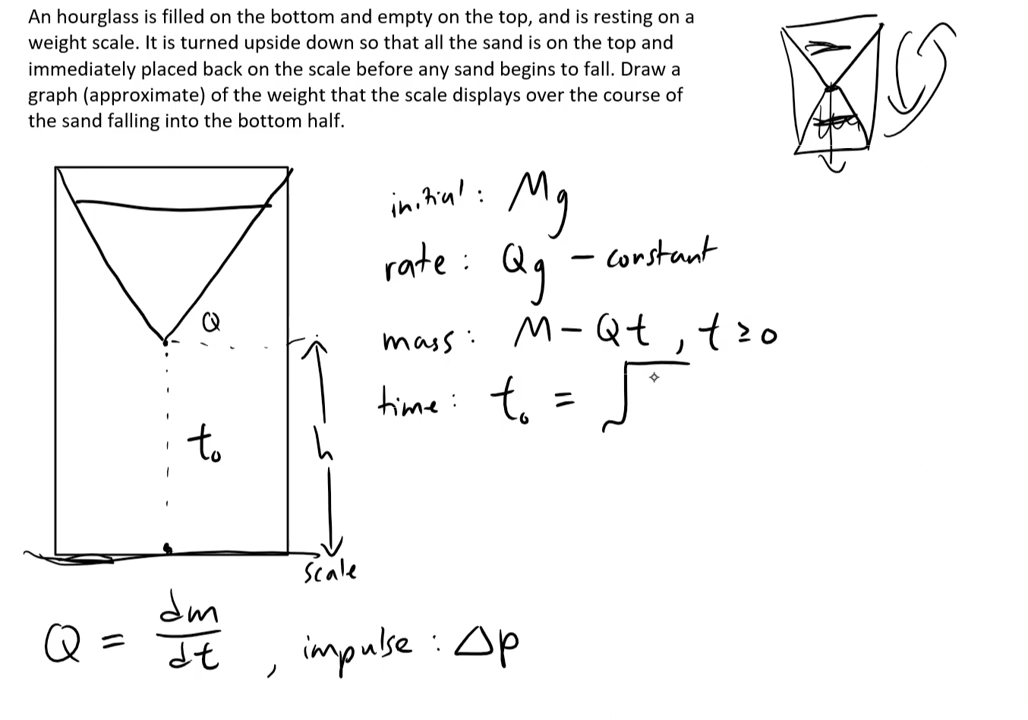 An hourglass is filled on the bottom and empty on the top, and is resting on a
weight scale. It is turned upside down so that all the sand is on the top and
immediately placed back on the scale before any sand begins to fall. Draw a
graph (approximate) of the weight that the scale displays over the course of
the sand falling into the bottom half.
initial: Mg
rate: Qg - constant
Q
mass: M - Qt, t ≥ 0
time: t₀ = √
t₀
h
scale
Q = dm/dt, impulse: Δp